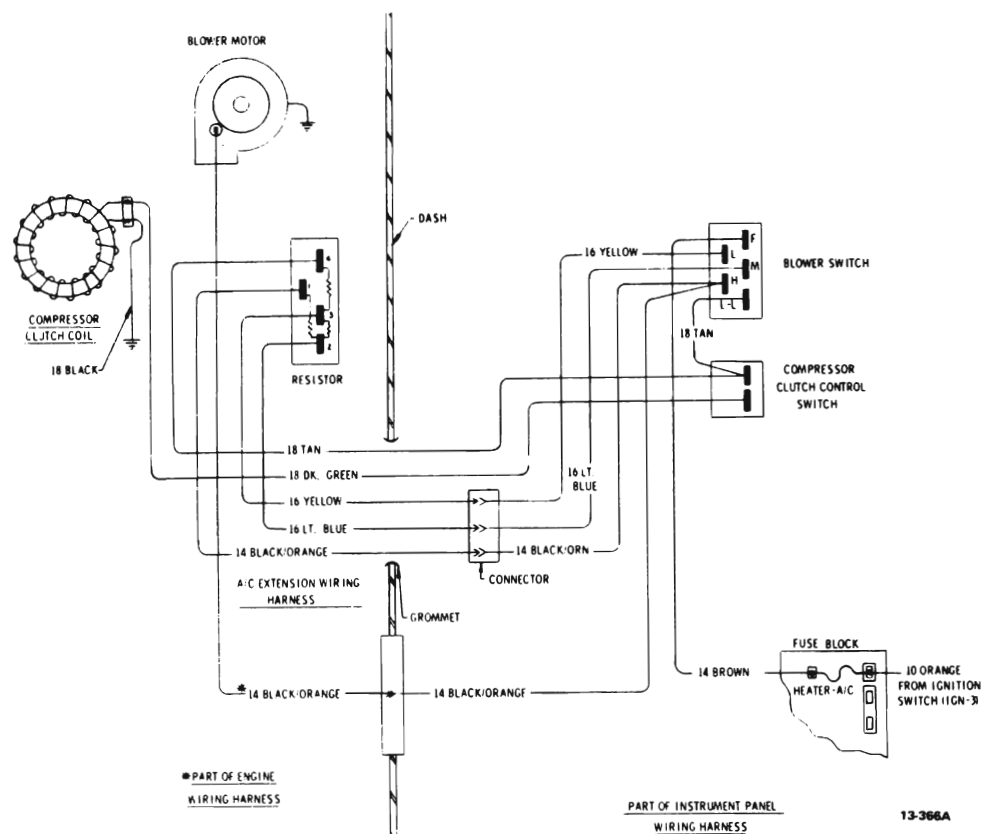 BLOWER MOTOR
DASH
16 YELLOW
F
L
M
H
L-L
BLOWER SWITCH
4
1
3
2
RESISTOR
COMPRESSOR
CLUTCH COIL
18 BLACK
18 TAN
COMPRESSOR
CLUTCH CONTROL
SWITCH
18 TAN
18 DK. GREEN
16 LT.
BLUE
16 YELLOW
16 LT. BLUE
14 BLACK/ORANGE
14 BLACK/ORN
CONNECTOR
A/C EXTENSION WIRING
HARNESS
GROMMET
FUSE BLOCK
*14 BLACK/ORANGE
14 BLACK/ORANGE
14 BROWN
HEATER-A/C
10 ORANGE
FROM IGNITION
SWITCH (IGN-3)
*PART OF ENGINE
WIRING HARNESS
PART OF INSTRUMENT PANEL
WIRING HARNESS
13-366A